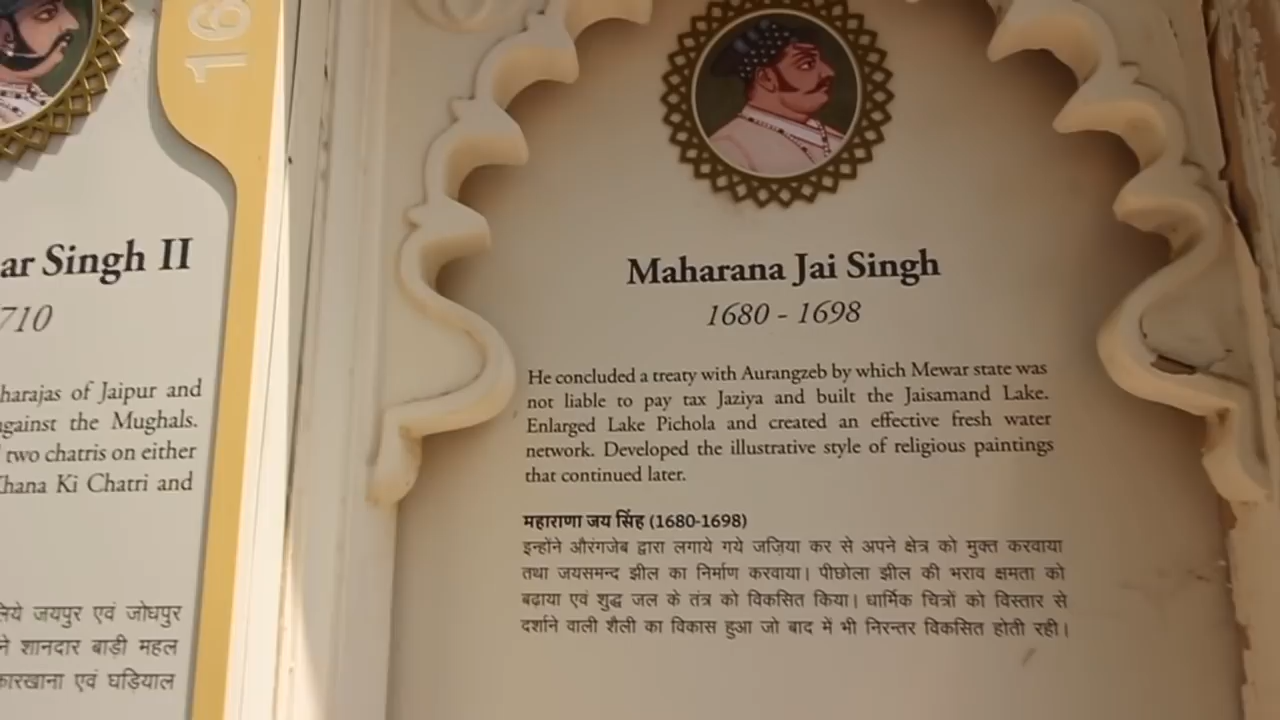 16
ar Singh II
710
harajas of Jaipur and
gainst the Mughals.
two chatris on either
Khana Ki Chatri and
लिये जयपुर एवं जोधपुर
ने शानदार बाड़ी महल
कारखाना एवं घड़ियाल
Maharana Jai Singh
1680 - 1698
He concluded a treaty with Aurangzeb by which Mewar state was
not liable to pay tax Jaziya and built the Jaisamand Lake.
Enlarged Lake Pichola and created an effective fresh water
network. Developed the illustrative style of religious paintings
that continued later.
महाराणा जय सिंह (1680-1698)
इन्होंने औरंगजेब द्वारा लगाये गये जज़िया कर से अपने क्षेत्र को मुक्त करवाया
तथा जयसमन्द झील का निर्माण करवाया। पीछोला झील की भराव क्षमता को
बढ़ाया एवं शुद्ध जल के तंत्र को विकसित किया। धार्मिक चित्रों को विस्तार से
दर्शाने वाली शैली का विकास हुआ जो बाद में भी निरन्तर विकसित होती रही।